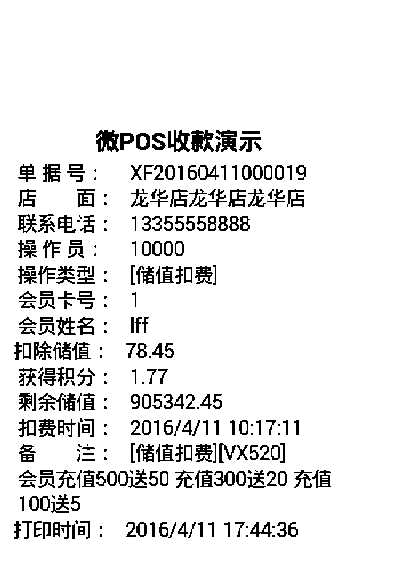 微POS收款演示
单 据 号： XF20160411000019
店 面： 龙华店龙华店龙华店
联系电话： 13355558888
操 作 员： 10000
操作类型： [储值扣费]
会员卡号： 1
会员姓名： lff
扣除储值： 78.45
获得积分： 1.77
剩余储值： 905342.45
扣费时间： 2016/4/11 10:17:11
备 注： [储值扣费][VX520]
会员充值500送50 充值300送20 充值
100送5
打印时间： 2016/4/11 17:44:36